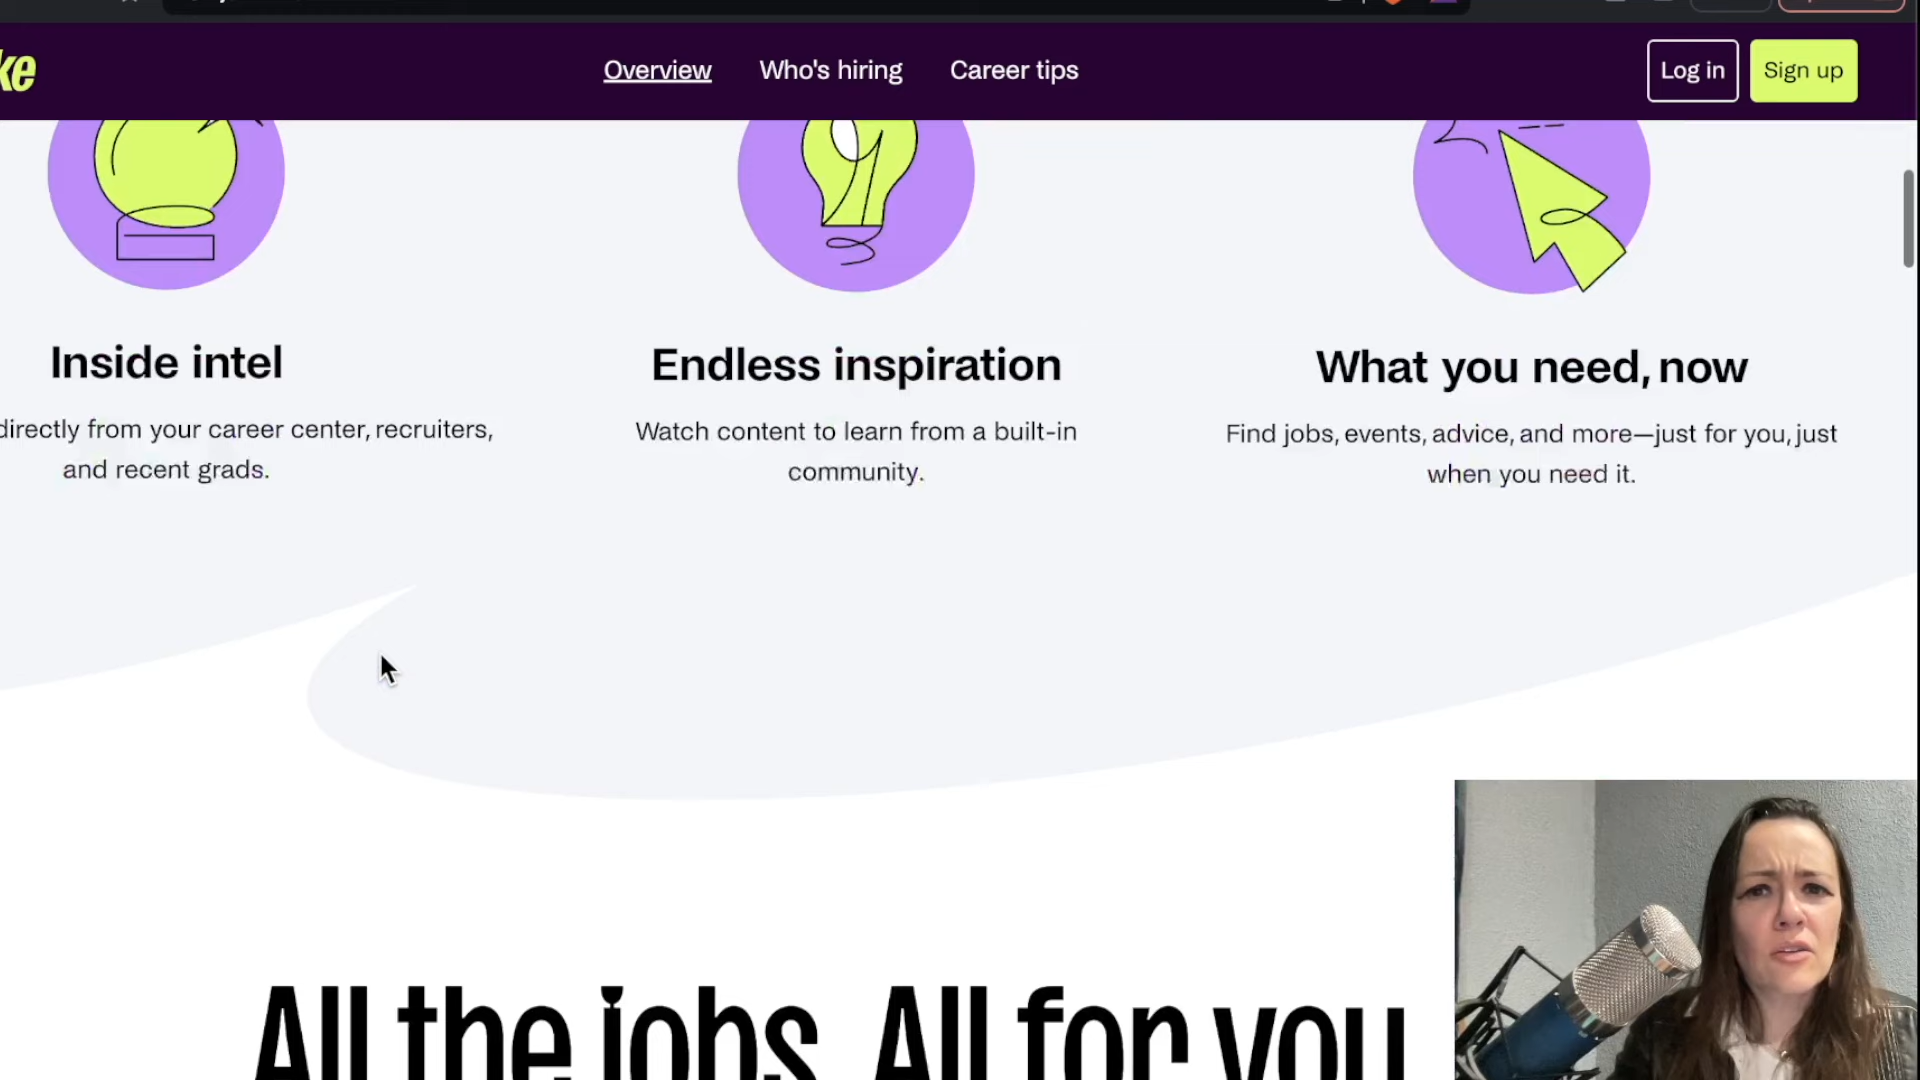 ke
Overview
Who's hiring
Career tips
Log in
Sign up
Inside intel
directly from your career center, recruiters,
and recent grads.
Endless inspiration
Watch content to learn from a built-in
community.
What you need, now
Find jobs, events, advice, and more—just for you, just
when you need it.
All the jobs. All for you